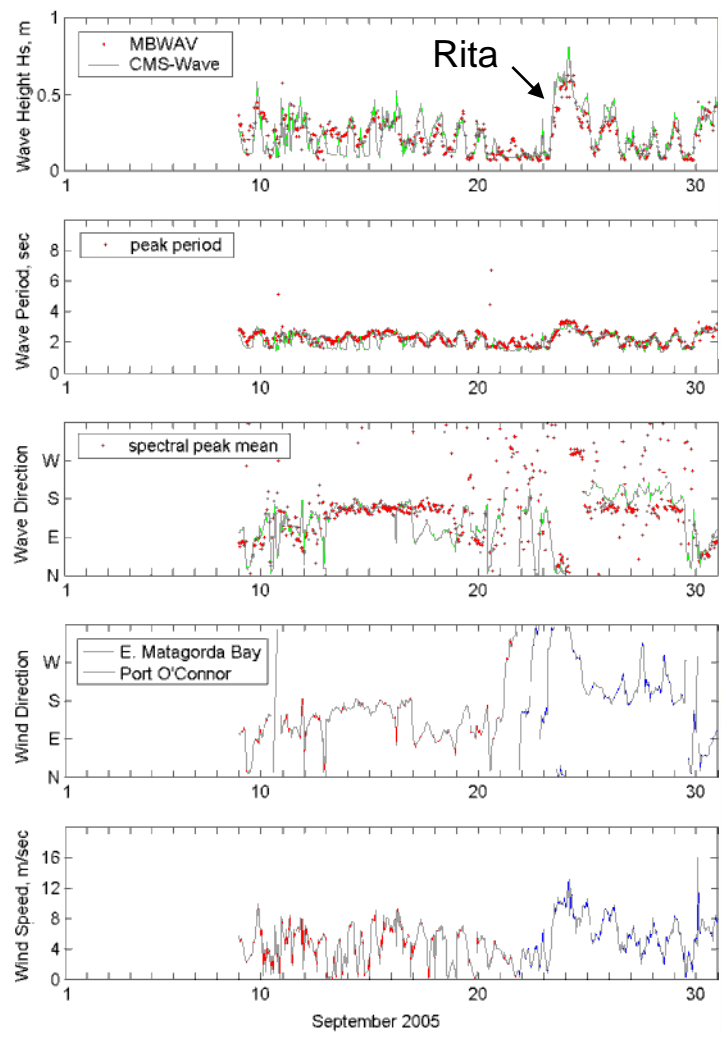 Wave Height Hs, m
1
0.5
0
MBWAV
CMS-Wave
Rita
1 10 20 30
Wave Period, sec
8
6
4
2
0
peak period
1 10 20 30
Wave Direction
W
S
E
N
spectral peak mean
1 10 20 30
Wind Direction
W
S
E
N
E. Matagorda Bay
Port O'Connor
1 10 20 30
Wind Speed, m/sec
16
12
8
4
0
1 10 20 30
September 2005